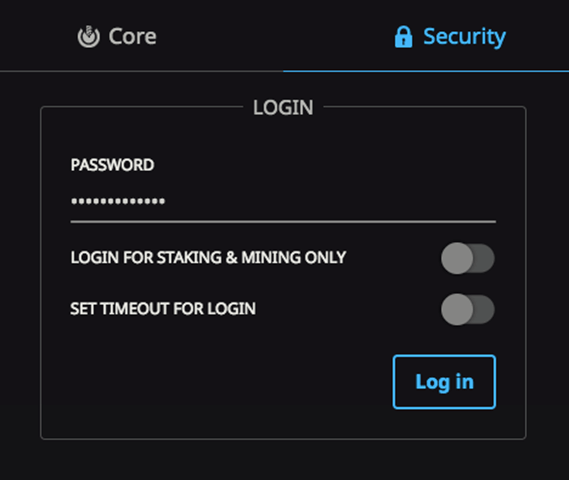 Core
Security
LOGIN
PASSWORD
•••••••••••••
LOGIN FOR STAKING & MINING ONLY
SET TIMEOUT FOR LOGIN
Log in